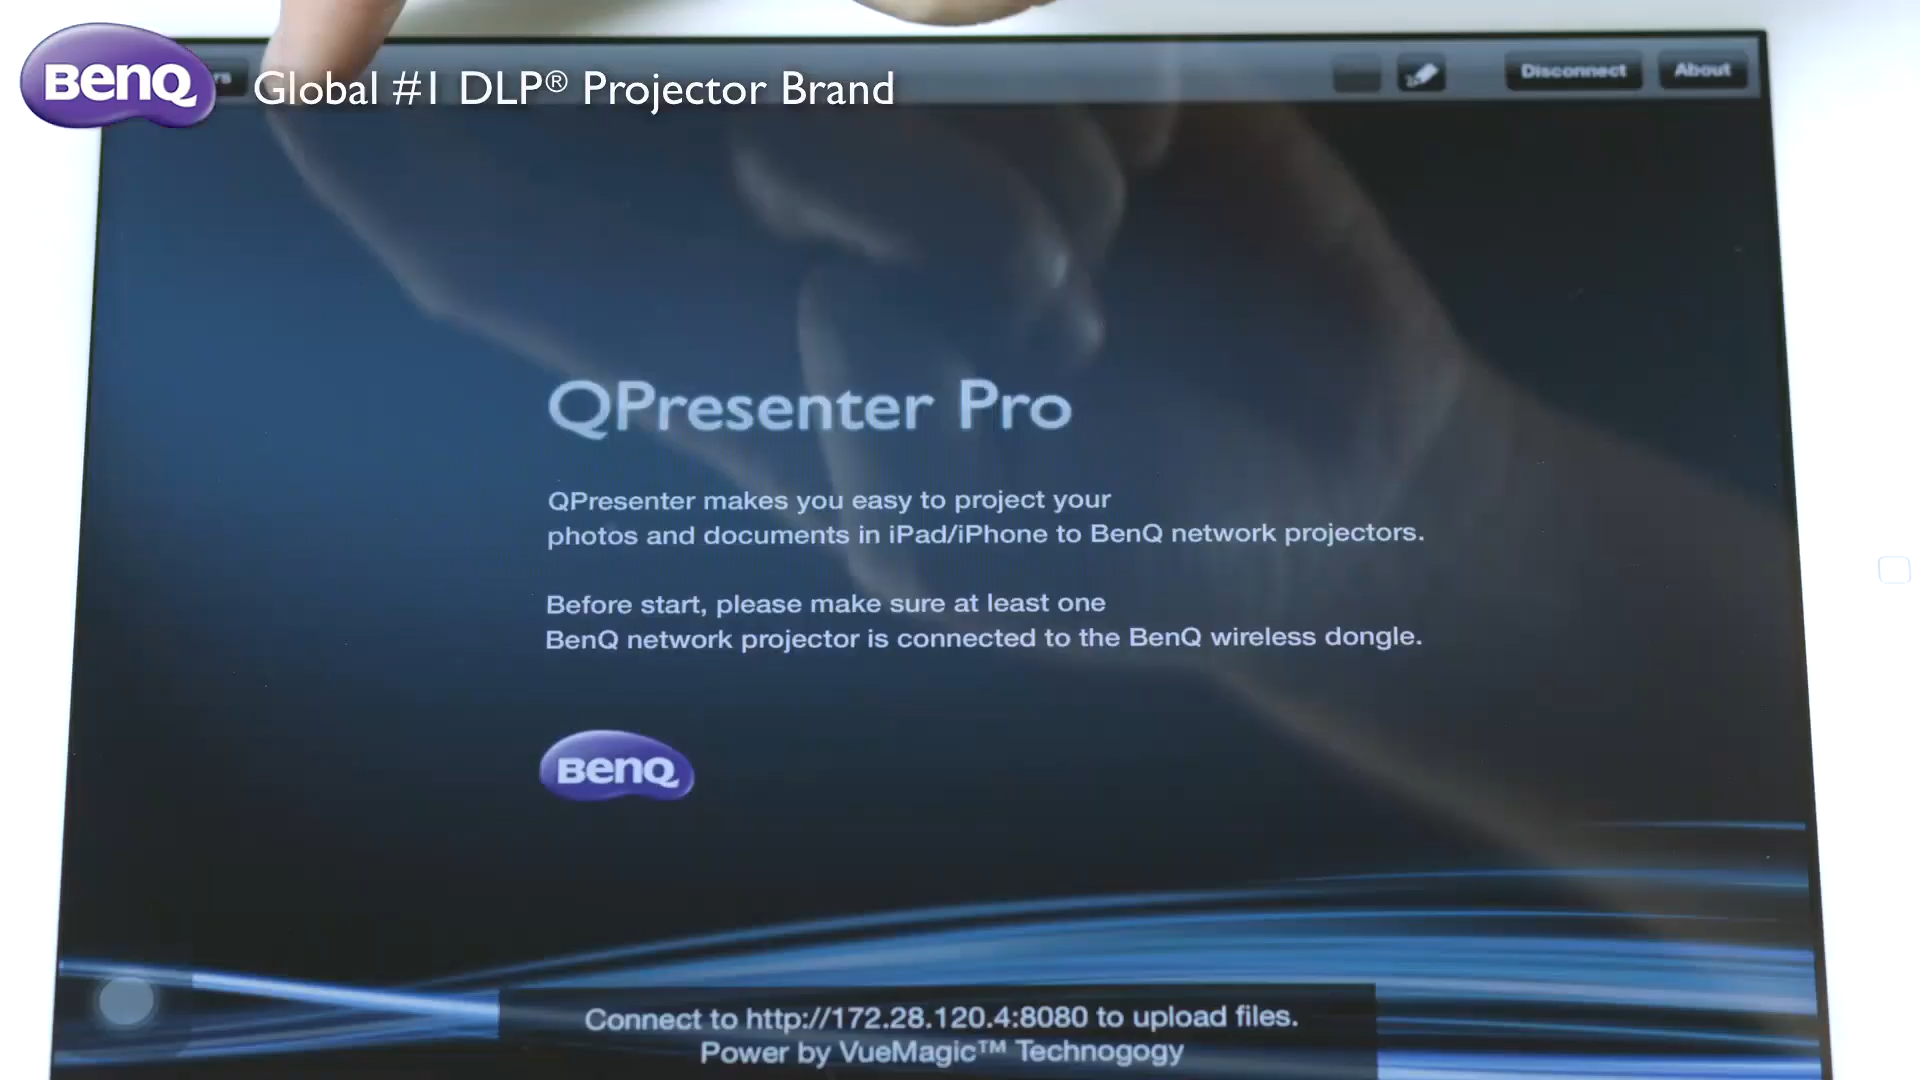 BenQ
Global #1 DLP® Projector Brand
Disconnect
About
QPresenter Pro
QPresenter makes you easy to project your
photos and documents in iPad/iPhone to BenQ network projectors.
Before start, please make sure at least one
BenQ network projector is connected to the BenQ wireless dongle.
BenQ
Connect to http://172.28.120.4:8080 to upload files.
Power by VueMagic™ Technogogy